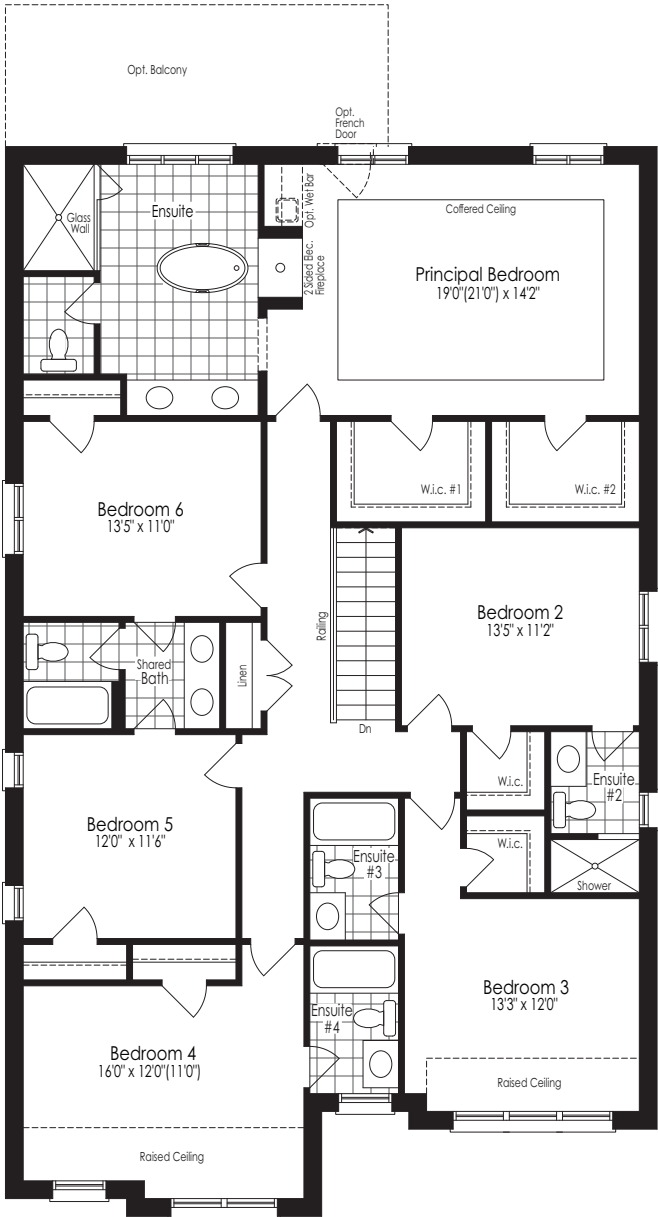 Opt. Balcony
Opt.
French
Door
Glass
Wall
Ensuite
Opt. Wet Bar
2 Sided Elec.
Fireplace
Coffered Ceiling
Principal Bedroom
19'0"(21'0") x 14'2"
W.i.c. #1
W.i.c. #2
Bedroom 6
13'5" x 11'0"
Bedroom 2
13'5" x 11'2"
Railing
Shared
Bath
Linen
Dn
W.i.c.
Ensuite
#2
Bedroom 5
12'0" x 11'6"
W.i.c.
Ensuite
#3
Shower
Bedroom 3
13'3" x 12'0"
Ensuite
#4
Bedroom 4
16'0" x 12'0"(11'0")
Raised Ceiling
Raised Ceiling